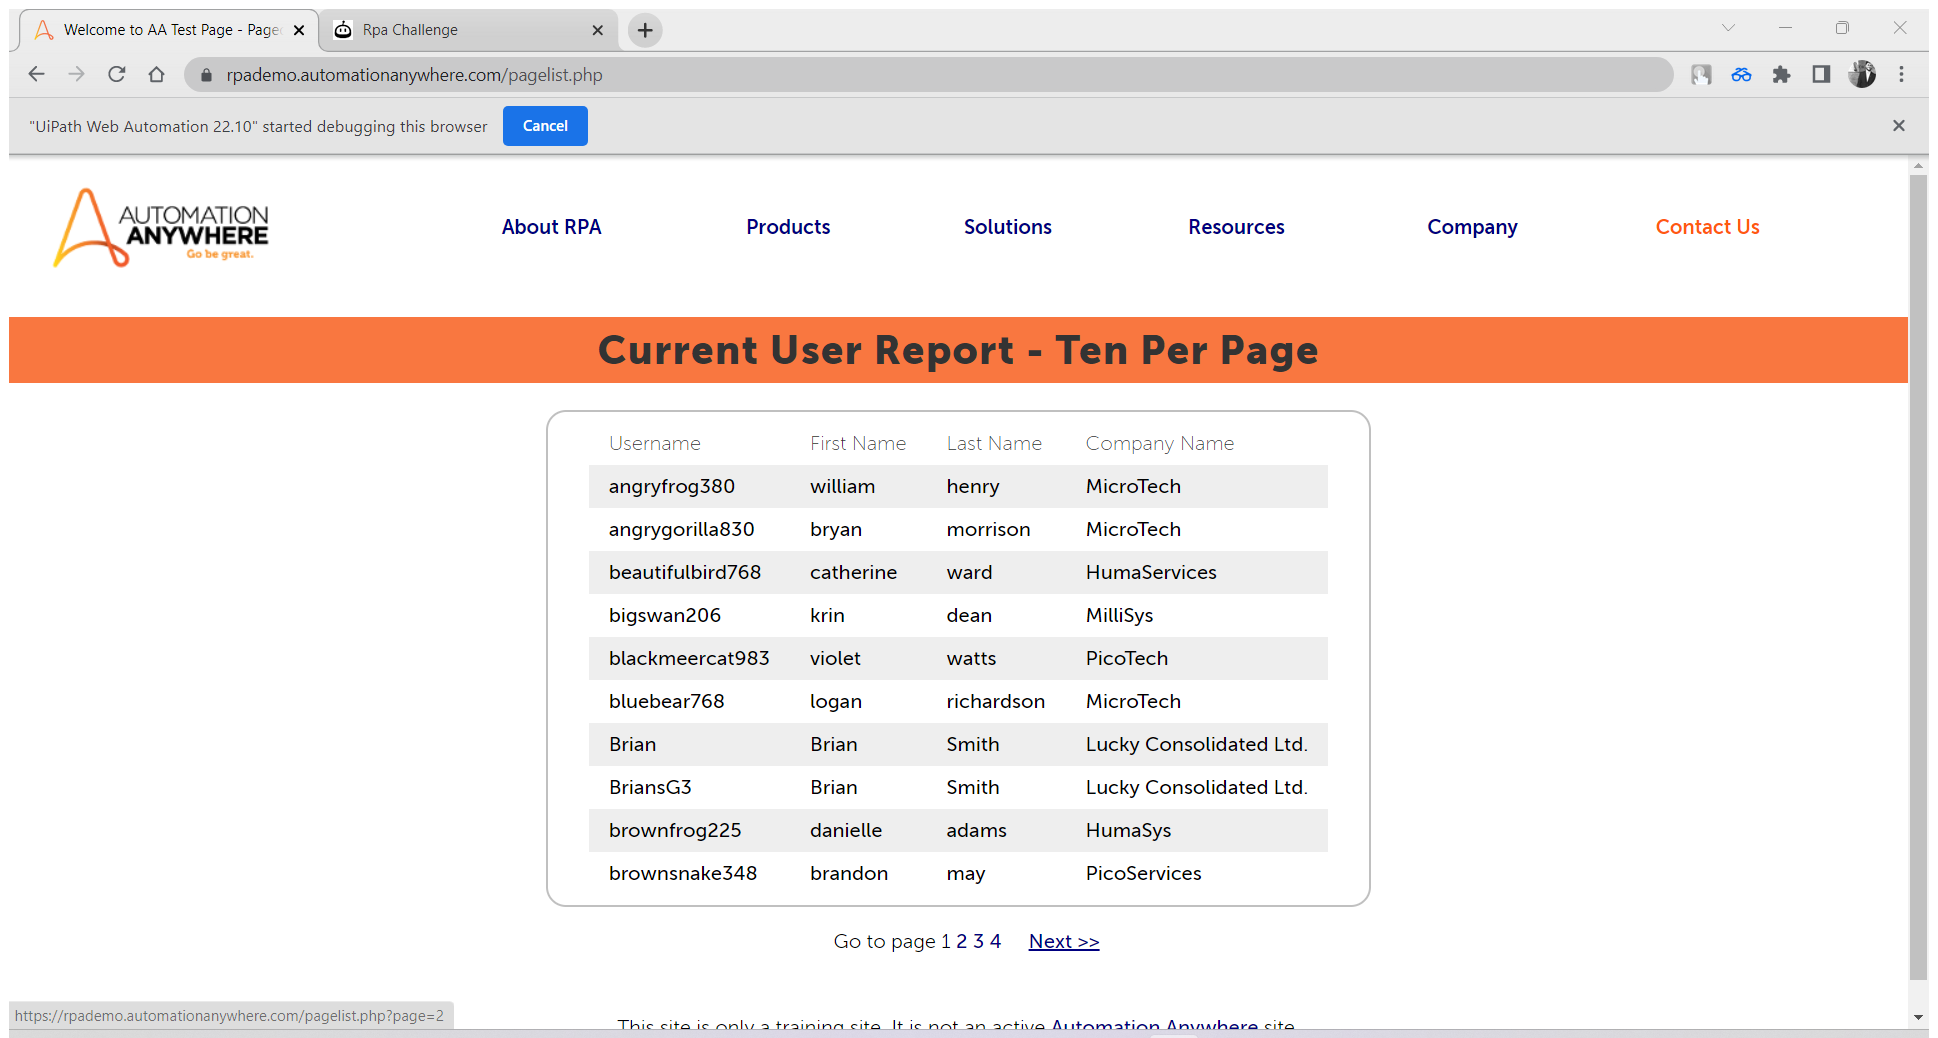 Welcome to AA Test Page - Page
Rpa Challenge
rpademo.automationanywhere.com/pagelist.php
"UiPath Web Automation 22.10" started debugging this browser Cancel
AUTOMATION
ANYWHERE
Go be great.
About RPA Products Solutions Resources Company Contact Us
Current User Report - Ten Per Page
Username First Name Last Name Company Name
angryfrog380 william henry MicroTech
angrygorilla830 bryan morrison MicroTech
beautifulbird768 catherine ward HumaServices
bigswan206 krin dean MilliSys
blackmeercat983 violet watts PicoTech
bluebear768 logan richardson MicroTech
Brian Brian Smith Lucky Consolidated Ltd.
BriansG3 Brian Smith Lucky Consolidated Ltd.
brownfrog225 danielle adams HumaSys
brownsnake348 brandon may PicoServices
Go to page 1 2 3 4 Next >>
https://rpademo.automationanywhere.com/pagelist.php?page=2
This site is only a training site. It is not an active Automation Anywhere site